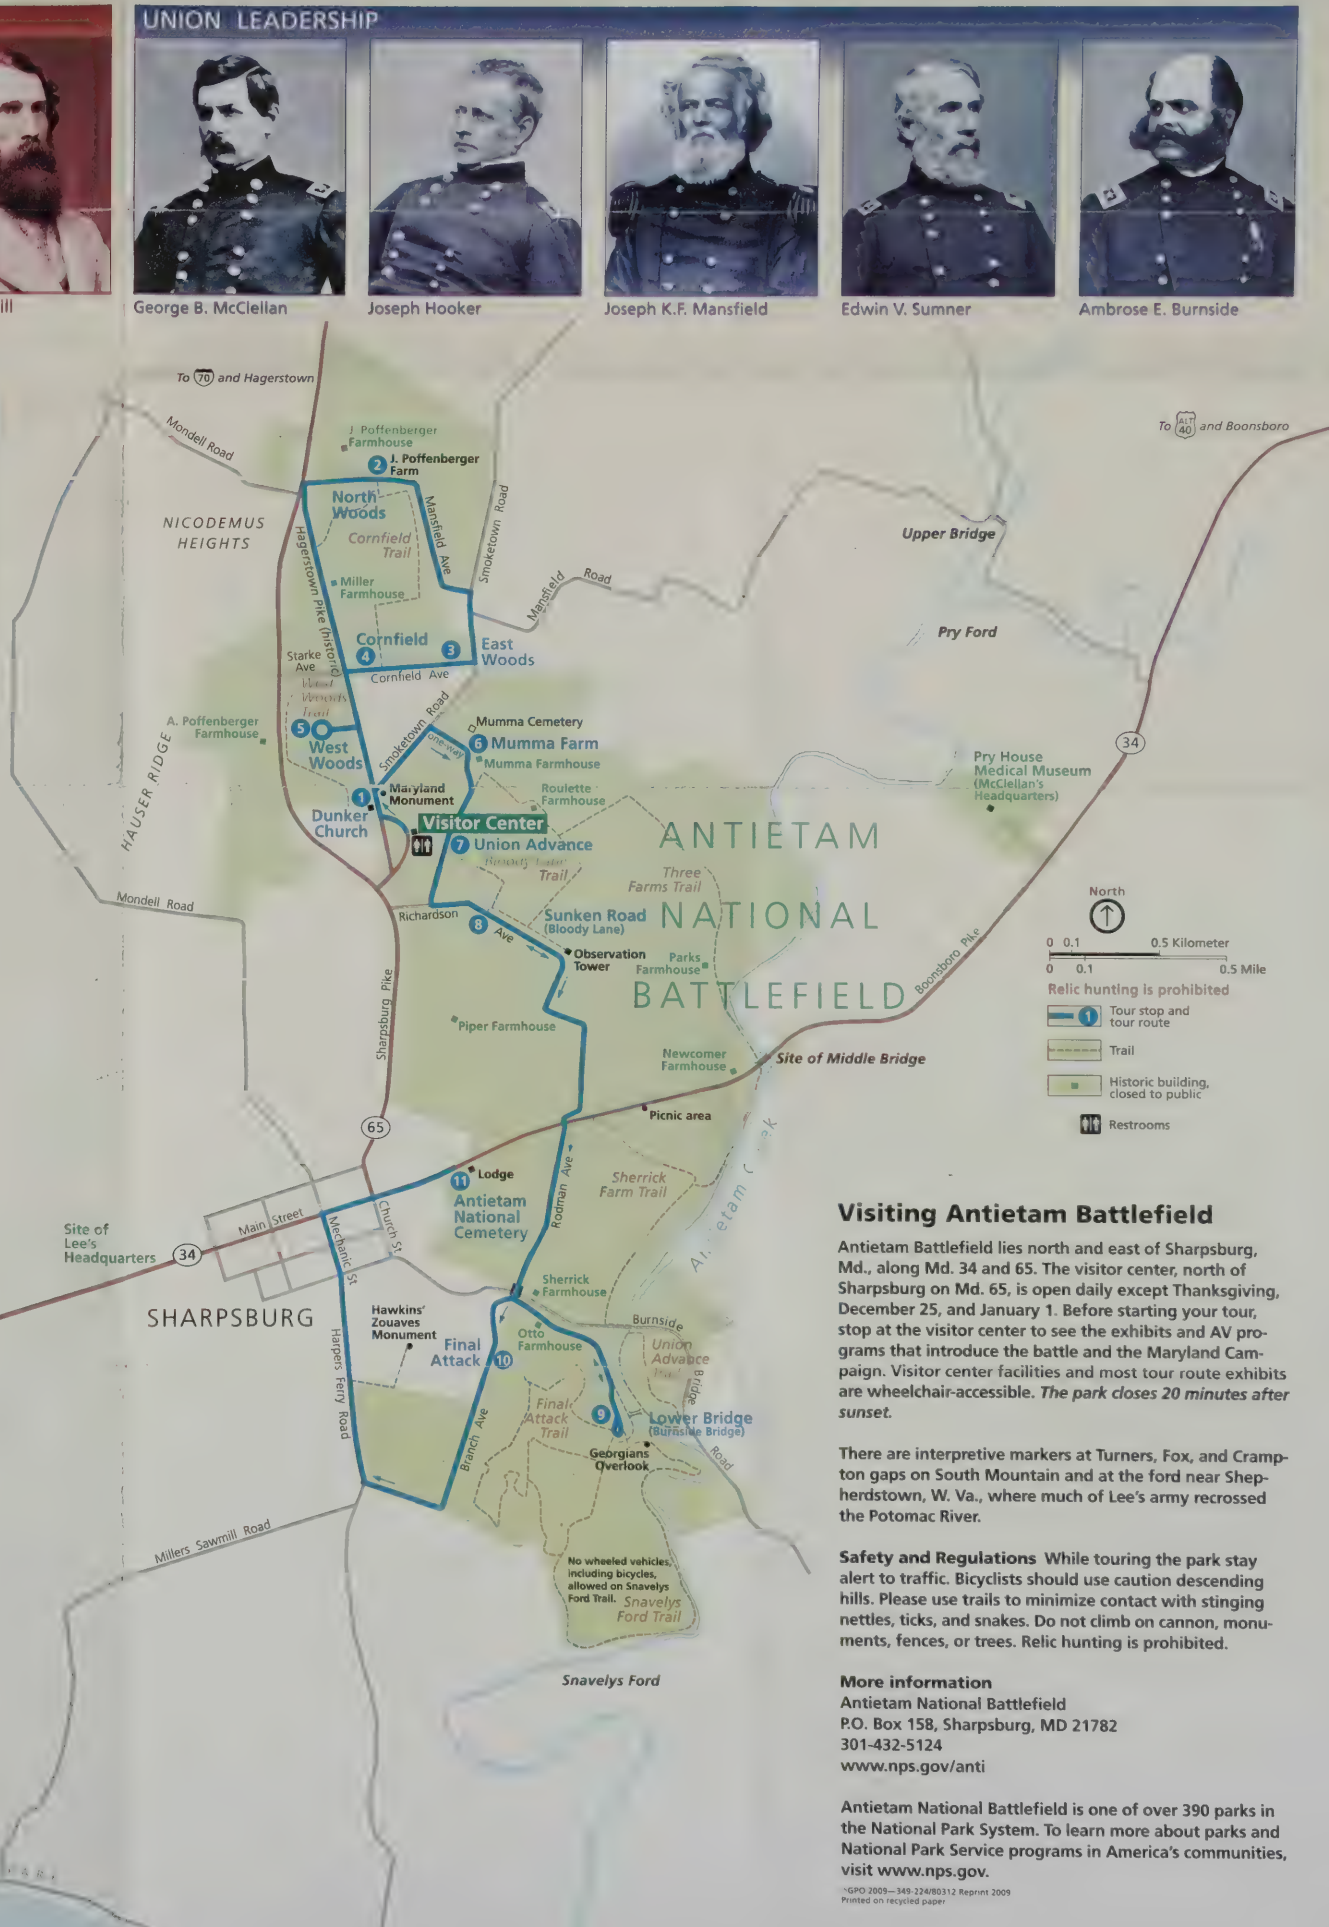 UNION LEADERSHIP
ill
George B. McClellan
Joseph Hooker
Joseph K.F. Mansfield
Edwin V. Sumner
Ambrose E. Burnside
To 70 and Hagerstown
Mondell Road
J. Poffenberger
Farmhouse
2
J. Poffenberger
Farm
To ALT 40 and Boonsboro
North
Woods
NICODEMUS
HEIGHTS
Cornfield
Trail
Mansfield Ave
Smoketown Road
Hagerstown Pike (historic)
Miller
Farmhouse
Mansfield Road
Upper Bridge
Pry Ford
Cornfield
4
3
East
Woods
Starke
Ave
Cornfield Ave
West
Woods
Trail
A. Poffenberger
Farmhouse
5
West
Woods
HAUSER RIDGE
Smoketown Road
one-way
Mumma Cemetery
6
Mumma Farm
Mumma Farmhouse
34
Pry House
Medical Museum
(McClellan's
Headquarters)
1
Maryland
Monument
Roulette
Farmhouse
Dunker
Church
Visitor Center
7
Union Advance
Trail
ANTIETAM
NATIONAL
BATTLEFIELD
Three
Farms Trail
Mondell Road
Richardson Ave
8
Sunken Road
(Bloody Lane)
Observation
Tower
Parks
Farmhouse
Boonsboro Pike
North
0 0.1 0.5 Kilometer
0 0.1 0.5 Mile
Relic hunting is prohibited
1
Tour stop and
tour route
Trail
Historic building,
closed to public
Restrooms
Sharpsburg Pike
Piper Farmhouse
Newcomer
Farmhouse
Site of Middle Bridge
Picnic area
65
11
Lodge
Antietam
National
Cemetery
Rodman Ave
Sherrick
Farm Trail
Site of
Lee's
Headquarters
34
Main Street
Mechanic St
Church St
SHARPSBURG
Sherrick
Farmhouse
Hawkins'
Zouaves
Monument
Final
Attack
10
Otto
Farmhouse
Burnside Bridge Road
Union
Advance
Harpers Ferry Road
Branch Ave
Final
Attack
Trail
9
Lower Bridge
(Burnside Bridge)
Georgians
Overlook
Millers Sawmill Road
No wheeled vehicles,
including bicycles,
allowed on Snavelys
Ford Trail.
Snavelys
Ford Trail
Snavelys Ford
Visiting Antietam Battlefield
Antietam Battlefield lies north and east of Sharpsburg,
Md., along Md. 34 and 65. The visitor center, north of
Sharpsburg on Md. 65, is open daily except Thanksgiving,
December 25, and January 1. Before starting your tour,
stop at the visitor center to see the exhibits and AV pro-
grams that introduce the battle and the Maryland Cam-
paign. Visitor center facilities and most tour route exhibits
are wheelchair-accessible. The park closes 20 minutes after
sunset.
There are interpretive markers at Turners, Fox, and Cramp-
ton gaps on South Mountain and at the ford near Shep-
herdstown, W. Va., where much of Lee's army recrossed
the Potomac River.
Safety and Regulations While touring the park stay
alert to traffic. Bicyclists should use caution descending
hills. Please use trails to minimize contact with stinging
nettles, ticks, and snakes. Do not climb on cannon, monu-
ments, fences, or trees. Relic hunting is prohibited.
More information
Antietam National Battlefield
P.O. Box 158, Sharpsburg, MD 21782
301-432-5124
www.nps.gov/anti
Antietam National Battlefield is one of over 390 parks in
the National Park System. To learn more about parks and
National Park Service programs in America's communities,
visit www.nps.gov.
GPO 2009—349-224/80312 Reprint 2009
Printed on recycled paper